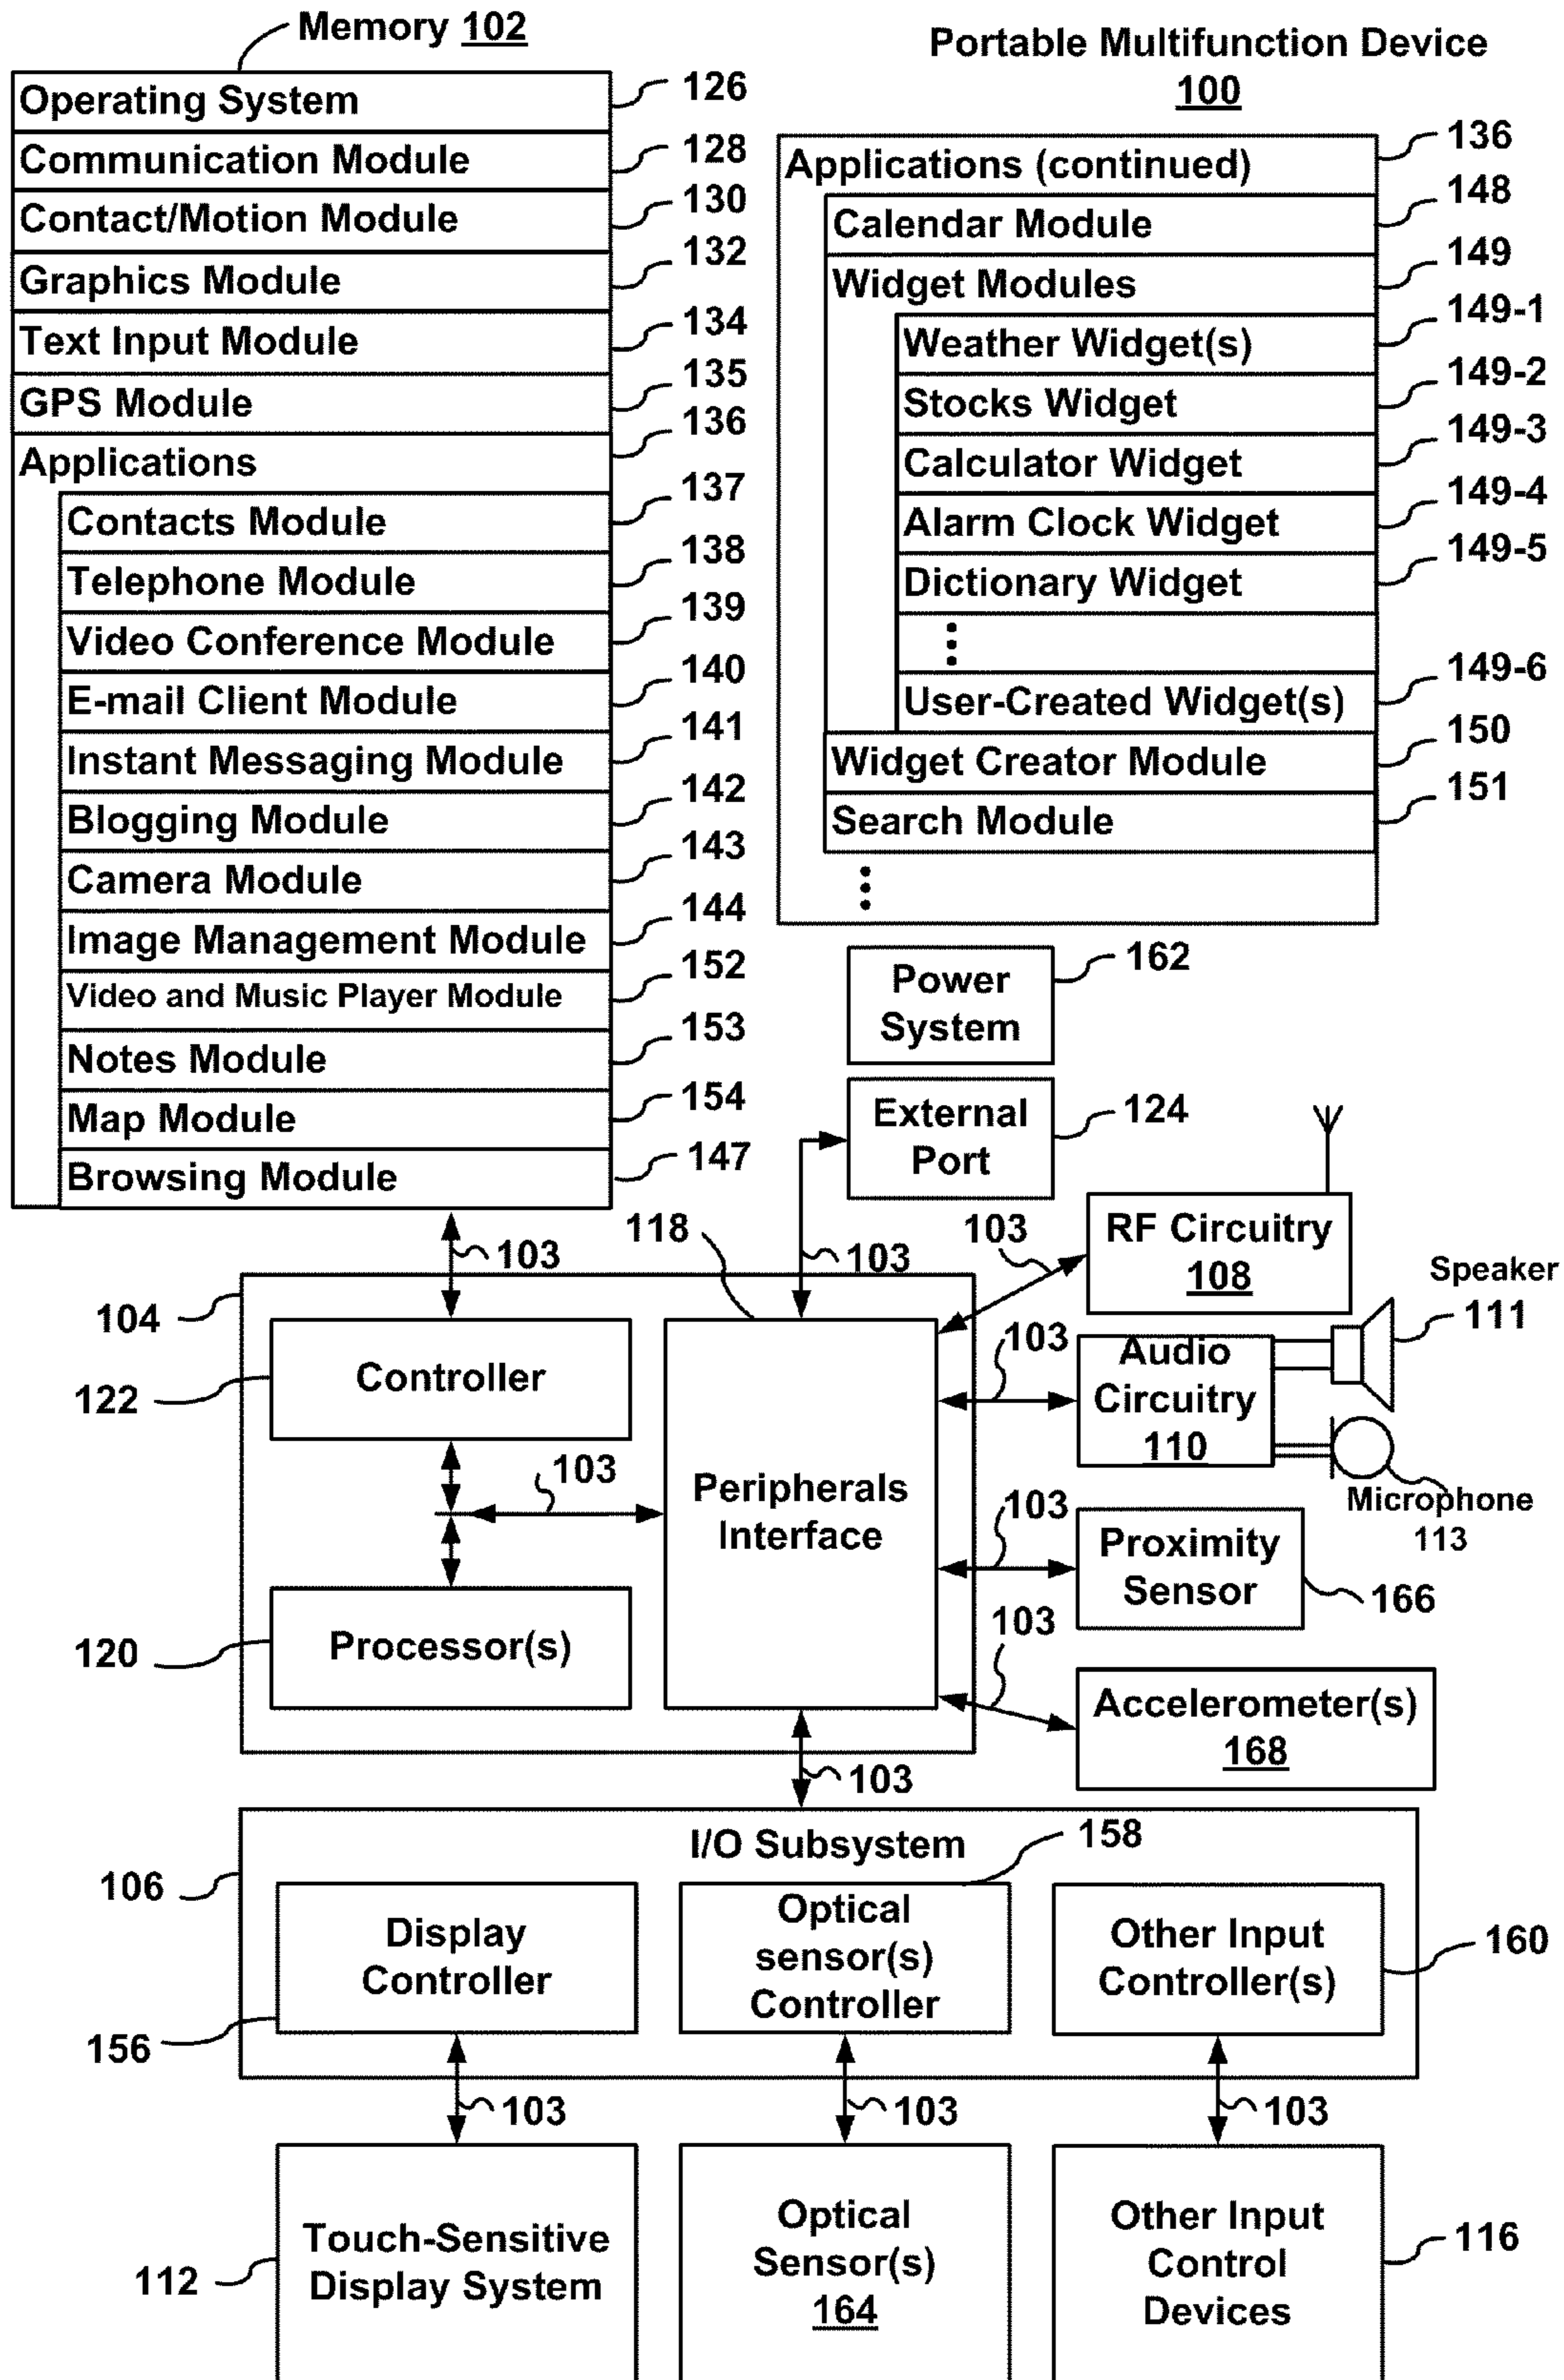 Memory 102
Operating System 126
Communication Module 128
Contact/Motion Module 130
Graphics Module 132
Text Input Module 134
GPS Module 135
Applications 136
Contacts Module 137
Telephone Module 138
Video Conference Module 139
E-mail Client Module 140
Instant Messaging Module 141
Blogging Module 142
Camera Module 143
Image Management Module 144
Video and Music Player Module 152
Notes Module 153
Map Module 154
Browsing Module 147
Portable Multifunction Device
100
Applications (continued) 136
Calendar Module 148
Widget Modules 149
Weather Widget(s) 149-1
Stocks Widget 149-2
Calculator Widget 149-3
Alarm Clock Widget 149-4
Dictionary Widget 149-5
User-Created Widget(s) 149-6
Widget Creator Module 150
Search Module 151
Power
System
162
External
Port
124
RF Circuitry
108
103
103
118
103
104
Controller
122
103
Peripherals
Interface
Processor(s)
120
Speaker
111
103
Audio
Circuitry
110
Microphone
113
103
Proximity
Sensor
166
103
Accelerometer(s)
168
103
I/O Subsystem
106
158
Display
Controller
156
Optical
sensor(s)
Controller
Other Input
Controller(s)
160
103
103
103
Touch-Sensitive
Display System
112
Optical
Sensor(s)
164
Other Input
Control
Devices
116